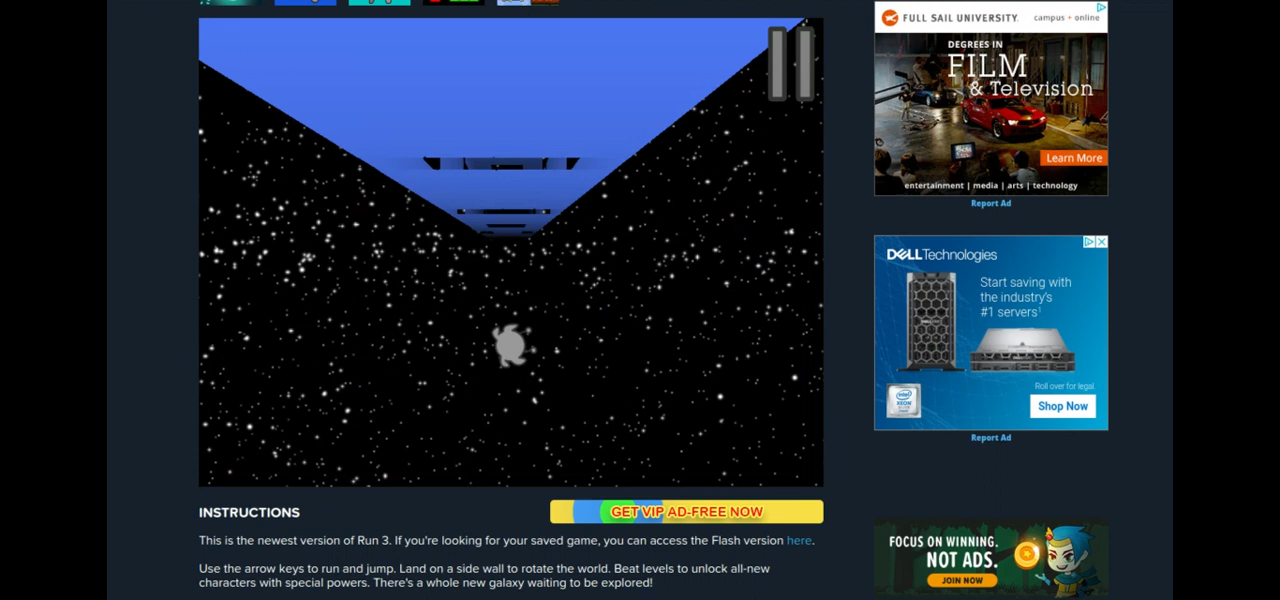 FULL SAIL UNIVERSITY.
campus • online
DEGREES IN
FILM
& Television
Learn More
entertainment | media | arts | technology
Report Ad
DELLTechnologies
Start saving with
the industry's
#1 servers¹
Roll over for legal.
intel
XEON
Shop Now
Report Ad
INSTRUCTIONS
GET VIP AD-FREE NOW
This is the newest version of Run 3. If you're looking for your saved game, you can access the Flash version here.
Use the arrow keys to run and jump. Land on a side wall to rotate the world. Beat levels to unlock all-new
characters with special powers. There's a whole new galaxy waiting to be explored!
FOCUS ON WINNING.
NOT ADS.
JOIN NOW